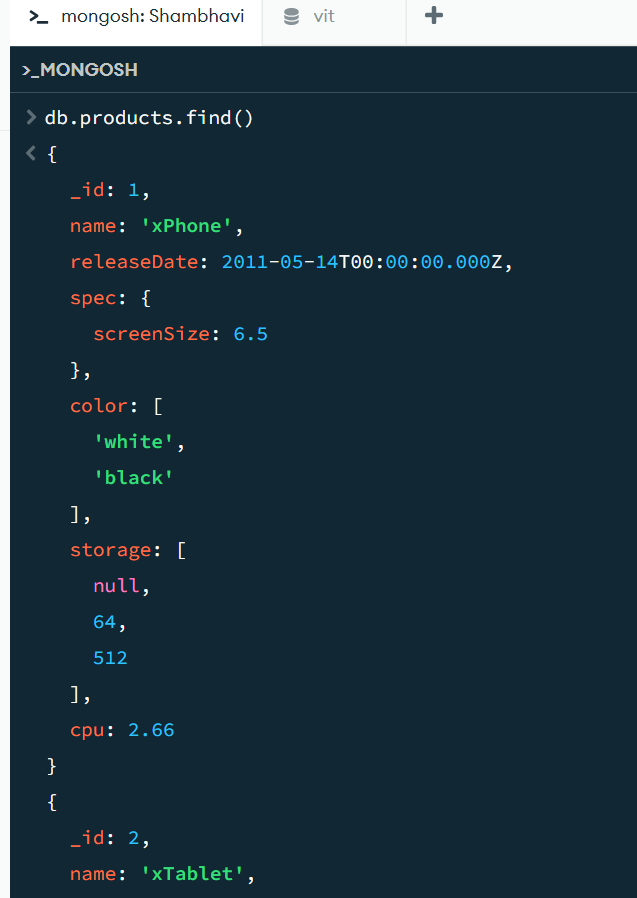 >_ mongosh: Shambhavi
vit
+
>_MONGOSH
> db.products.find()
< {
_id: 1,
name: 'xPhone',
releaseDate: 2011-05-14T00:00:00.000Z,
spec: {
screenSize: 6.5
},
color: [
'white',
'black'
],
storage: [
null,
64,
512
],
cpu: 2.66
}
{
_id: 2,
name: 'xTablet',